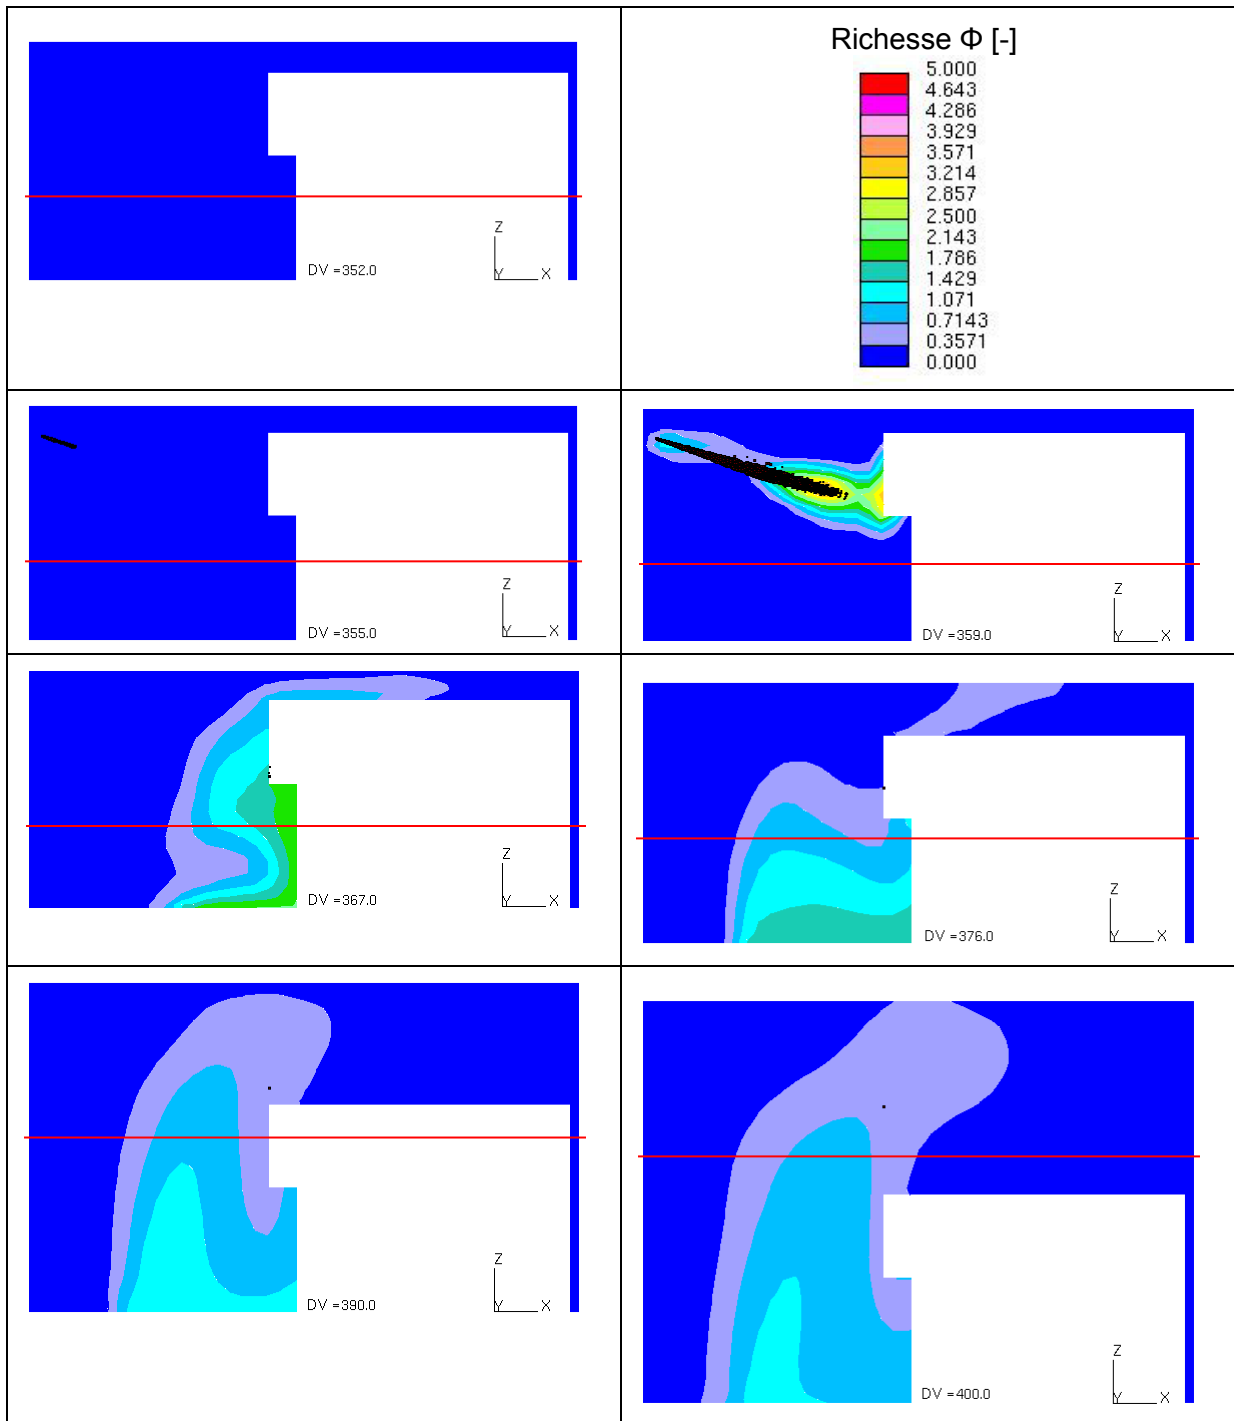 Z
Y X
DV =352.0
Richesse Φ [-]
5.000
4.643
4.286
3.929
3.571
3.214
2.857
2.500
2.143
1.786
1.429
1.071
0.7143
0.3571
0.000
Z
Y X
DV =355.0
Z
Y X
DV =359.0
Z
Y X
DV =367.0
Z
Y X
DV =376.0
Z
Y X
DV =390.0
Z
Y X
DV =400.0